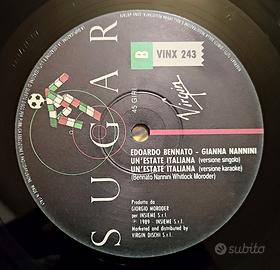 SUGAR
B VINX 243
Virgin
45 GIRI
EDOARDO BENNATO - GIANNA NANNINI
UN'ESTATE ITALIANA (versione singolo)
UN'ESTATE ITALIANA (versione karaoke)
(Bennato Nannini Whitlock Moroder)
Prodotto da
GIORGIO MORODER
per INSIEME S.r.l.
℗ 1989 - INSIEME S.r.l.
Marketed and distributed by
VIRGIN DISCHI S.r.l.
subito